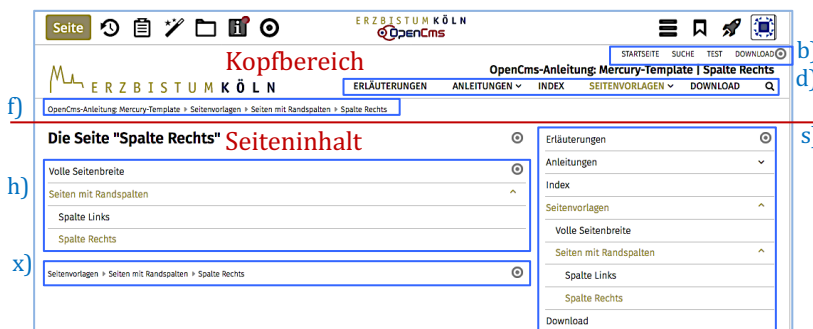 Seite
ERZBISTUM KÖLN
OpenCms
Kopfbereich
STARTSEITE SUCHE TEST DOWNLOAD
b)
OpenCms-Anleitung: Mercury-Template | Spalte Rechts
ERZBISTUM KÖLN
ERLÄUTERUNGEN ANLEITUNGEN INDEX SEITENVORLAGEN DOWNLOAD
d)
f)
OpenCms-Anleitung: Mercury-Template Seitenvorlagen Seiten mit Randspalten Spalte Rechts
Die Seite "Spalte Rechts"
Seiteninhalt
s)
h)
Volle Seitenbreite
Seiten mit Randspalten
Spalte Links
Spalte Rechts
x)
Seitenvorlagen Seiten mit Randspalten Spalte Rechts
Erläuterungen
Anleitungen
Index
Seitenvorlagen
Volle Seitenbreite
Seiten mit Randspalten
Spalte Links
Spalte Rechts
Download